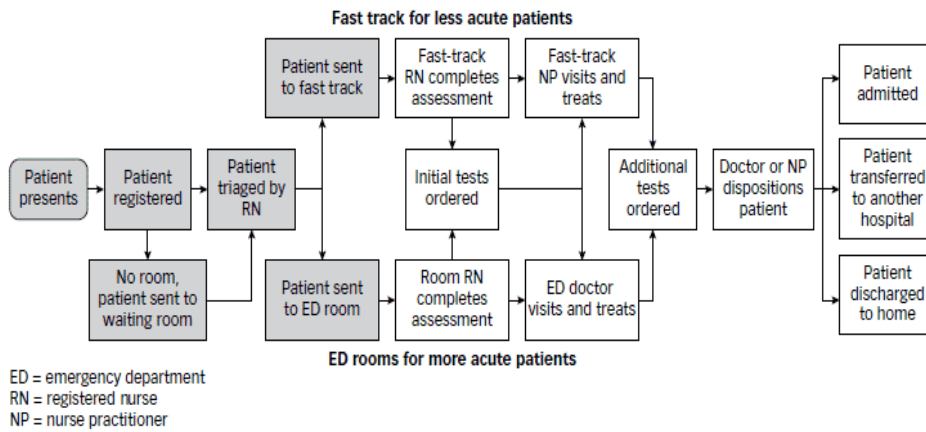 Fast track for less acute patients
Patient sent
to fast track
Fast-track
RN completes
assessment
Fast-track
NP visits and
treats
Patient
admitted
Patient
presents
Patient
registered
Patient
triaged by
RN
Initial tests
ordered
Additional
tests
ordered
Doctor or NP
dispositions
patient
Patient
transferred
to another
hospital
No room,
patient sent to
waiting room
Patient sent
to ED room
Room RN
completes
assessment
ED doctor
visits and treats
Patient
discharged
to home
ED rooms for more acute patients
ED = emergency department
RN = registered nurse
NP = nurse practitioner